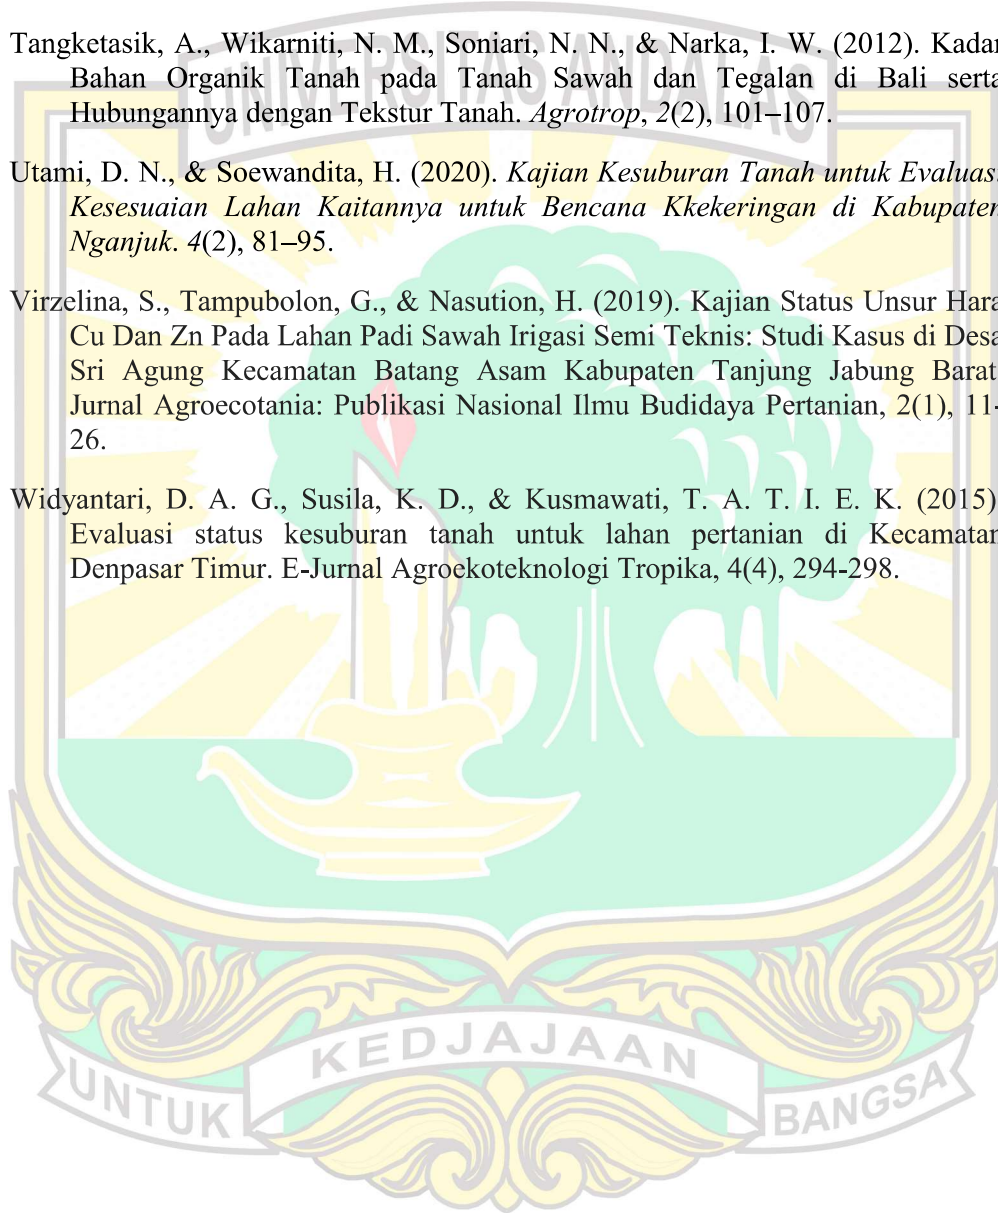 Tangketasik, A., Wikarniti, N. M., Soniari, N. N., & Narka, I. W. (2012). Kadar
Bahan Organik Tanah pada Tanah Sawah dan Tegalan di Bali serta
Hubungannya dengan Tekstur Tanah. Agrotrop, 2(2), 101–107.
Utami, D. N., & Soewandita, H. (2020). Kajian Kesuburan Tanah untuk Evaluasi
Kesesuaian Lahan Kaitannya untuk Bencana Kkekeringan di Kabupaten
Nganjuk. 4(2), 81–95.
Virzelina, S., Tampubolon, G., & Nasution, H. (2019). Kajian Status Unsur Hara
Cu Dan Zn Pada Lahan Padi Sawah Irigasi Semi Teknis: Studi Kasus di Desa
Sri Agung Kecamatan Batang Asam Kabupaten Tanjung Jabung Barat.
Jurnal Agroecotania: Publikasi Nasional Ilmu Budidaya Pertanian, 2(1), 11-
26.
Widyantari, D. A. G., Susila, K. D., & Kusmawati, T. A. T. I. E. K. (2015).
Evaluasi status kesuburan tanah untuk lahan pertanian di Kecamatan
Denpasar Timur. E-Jurnal Agroekoteknologi Tropika, 4(4), 294-298.
UNIVERSITAS ANDALAS
UNTUK KEDJAJAAN BANGSA